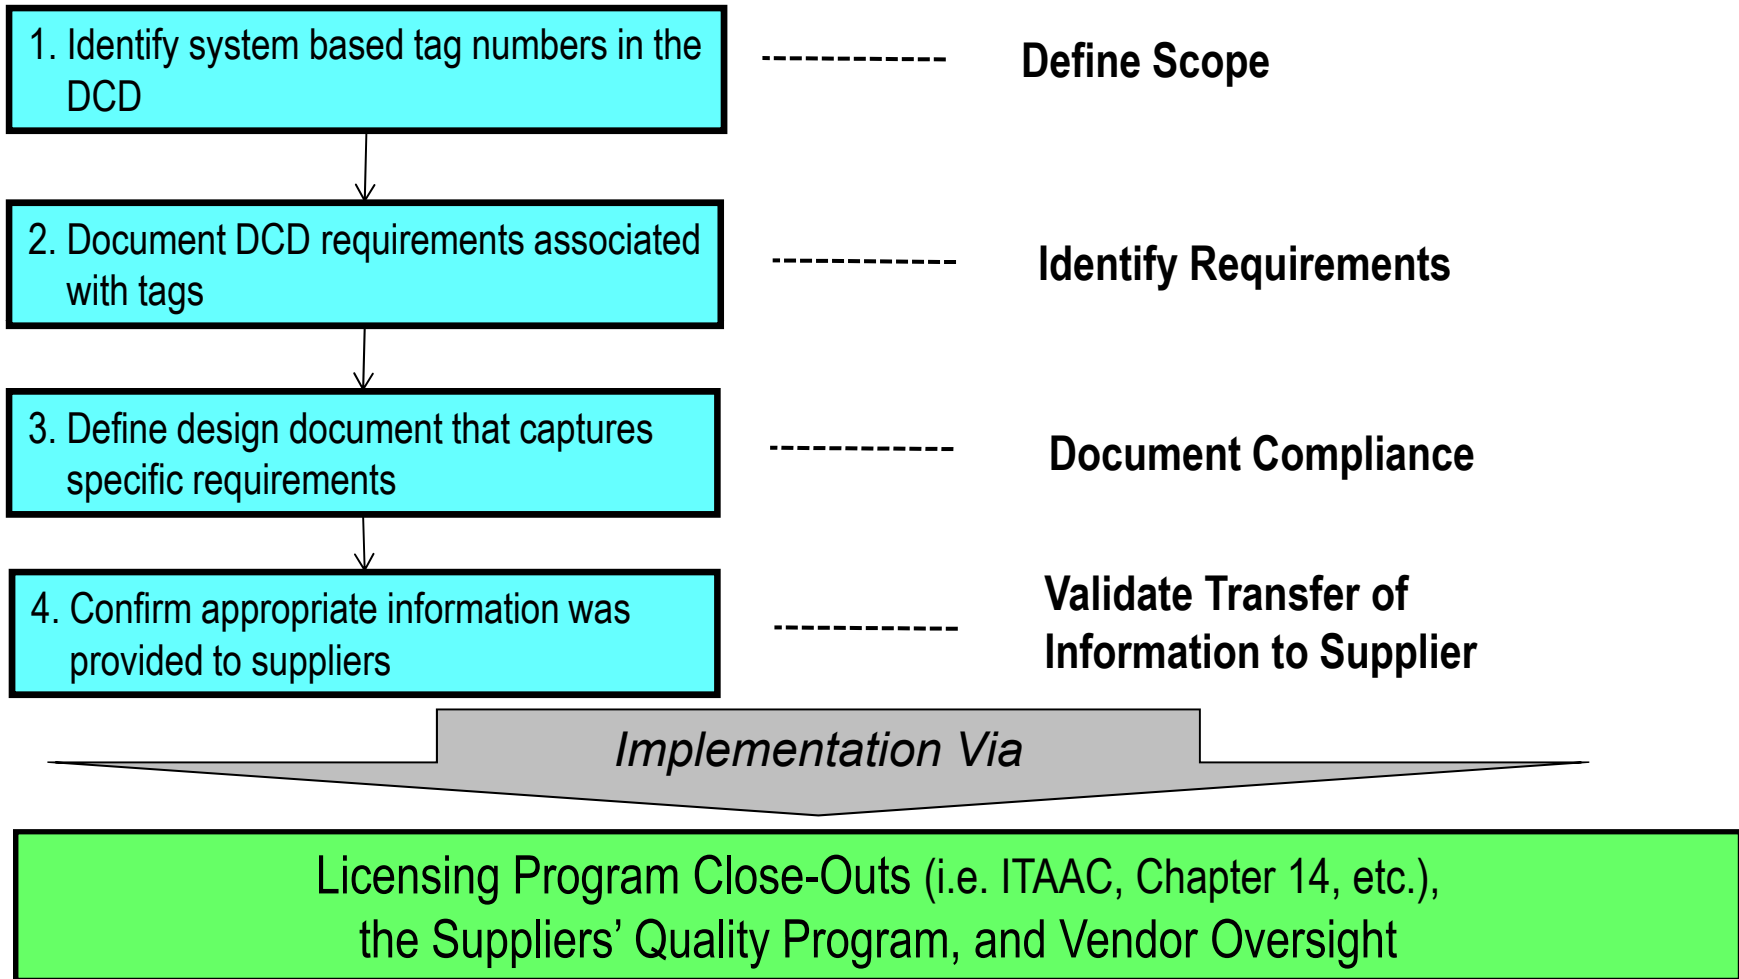 1. Identify system based tag numbers in the
DCD
Define Scope
2. Document DCD requirements associated
with tags
Identify Requirements
3. Define design document that captures
specific requirements
Document Compliance
4. Confirm appropriate information was
provided to suppliers
Validate Transfer of
Information to Supplier
Implementation Via
Licensing Program Close-Outs (i.e. ITAAC, Chapter 14, etc.),
the Suppliers’ Quality Program, and Vendor Oversight